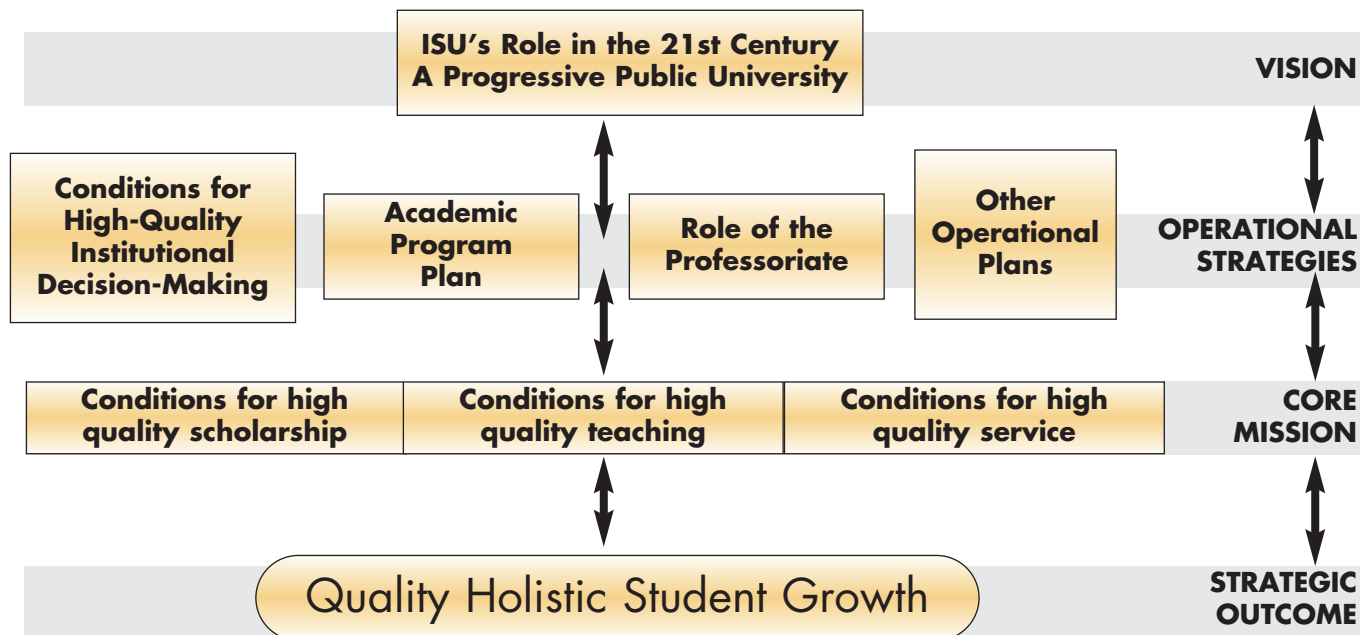 ISU's Role in the 21st Century
A Progressive Public University
VISION
Conditions for
High-Quality
Institutional
Decision-Making
Academic
Program
Plan
Role of the
Professoriate
Other
Operational
Plans
OPERATIONAL
STRATEGIES
Conditions for high
quality scholarship
Conditions for high
quality teaching
Conditions for high
quality service
CORE
MISSION
Quality Holistic Student Growth
STRATEGIC
OUTCOME